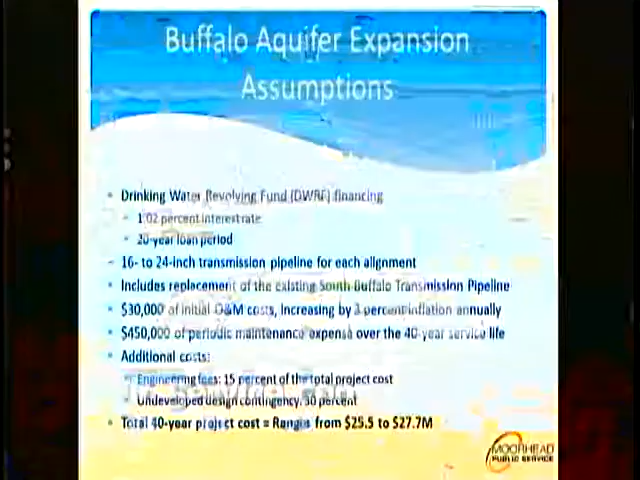 Buffalo Aquifer Expansion
Assumptions
• Drinking Water Revolving Fund (DWRF) financing
1.02 percent interest rate
20-year loan period
16- to 24-inch transmission pipeline for each alignment
• Includes replacement of the existing South Buffalo Transmission Pipeline
• $30,000 of initial O&M costs, increasing by 3 percent inflation annually
• $450,000 of periodic maintenance expense over the 40-year service life
• Additional costs:
Engineering fees: 15 percent of the total project cost
Undeveloped design contingency: 30 percent
• Total 40-year project cost = Ranges from $25.5 to $27.7M
MOORHEAD
PUBLIC SERVICE